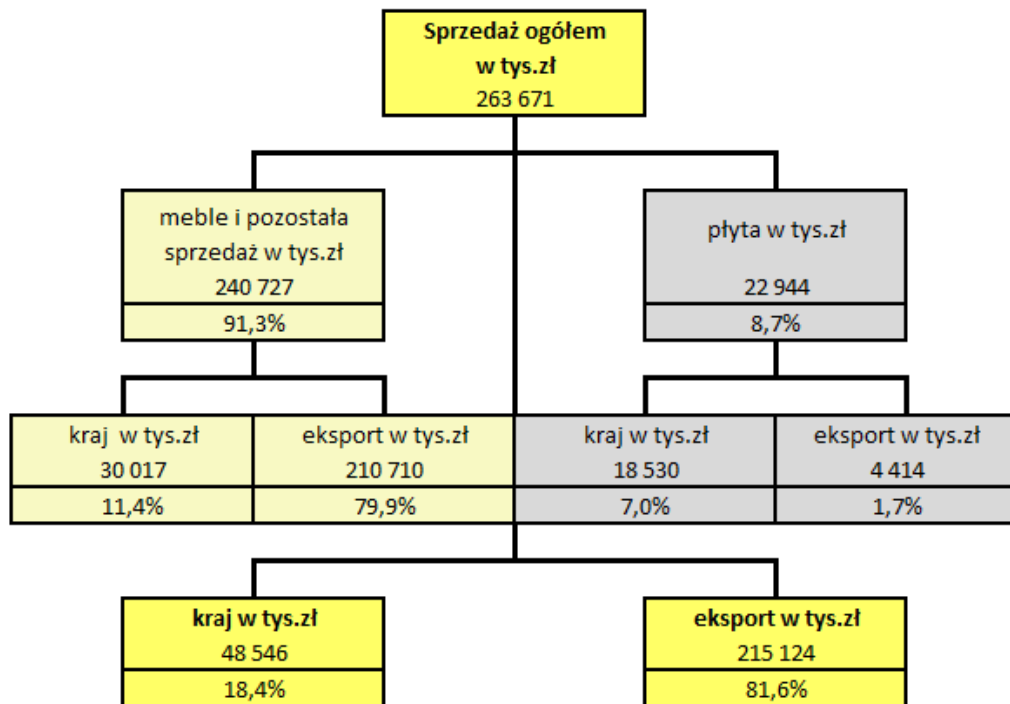 Sprzedaż ogółem
w tys.zł
263 671
meble i pozostała
sprzedaż w tys.zł
240 727
91,3%
płyta w tys.zł
22 944
8,7%
kraj w tys.zł
30 017
11,4%
eksport w tys.zł
210 710
79,9%
kraj w tys.zł
18 530
7,0%
eksport w tys.zł
4 414
1,7%
kraj w tys.zł
48 546
18,4%
eksport w tys.zł
215 124
81,6%